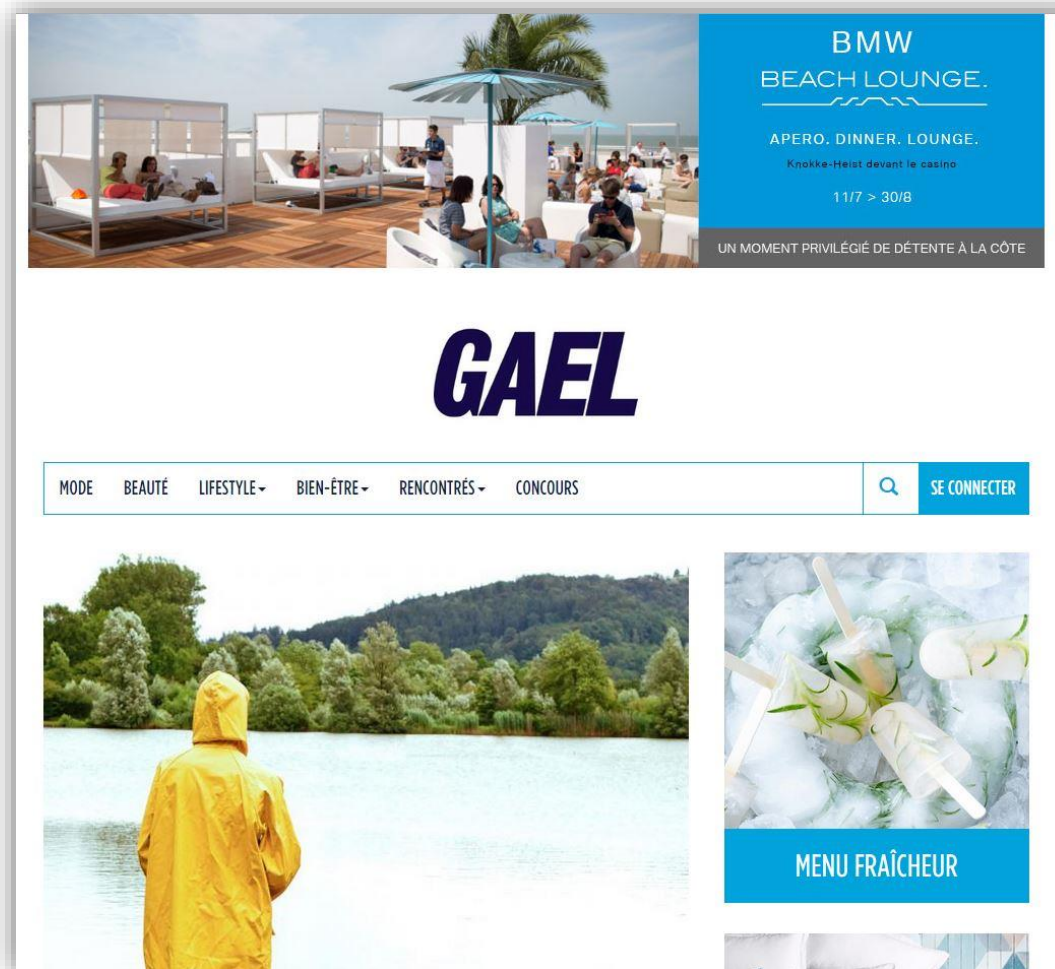 BMW
BEACH LOUNGE.
APERO. DINNER. LOUNGE.
Knokke-Heist devant le casino
11/7 > 30/8
UN MOMENT PRIVILÉGIÉ DE DÉTENTE À LA CÔTE
GAEL
MODE BEAUTÉ LIFESTYLE BIEN-ÊTRE RENCONTRÉS CONCOURS SE CONNECTER
MENU FRAÎCHEUR